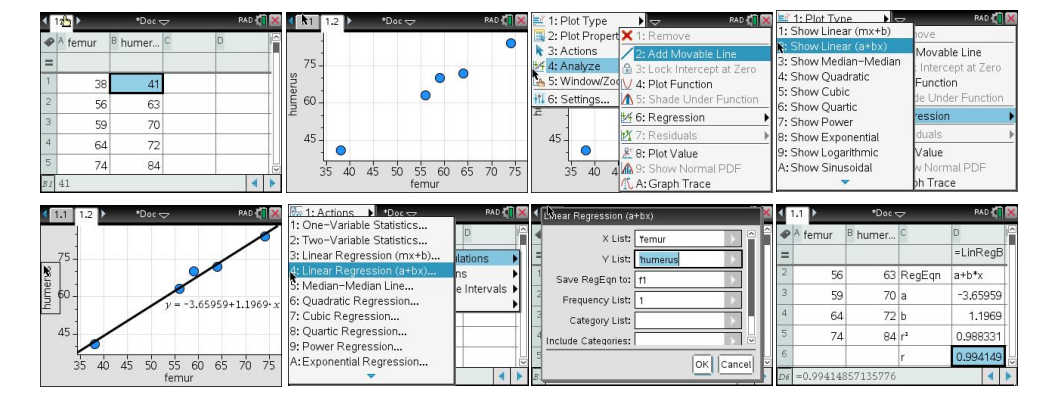 *Doc RAD
A femur B humer... C D
=
1 38 41
2 56 63
3 59 70
4 64 72
5 74 84
B1 41
1.1 1.2 *Doc RAD
humerus
75
60
45
35 40 45 50 55 60 65 70 75
femur
1: Plot Type RAD
2: Plot Propert
3: Actions
4: Analyze
5: Window/Zoo
6: Settings...
1: Remove
2: Add Movable Line
3: Lock Intercept at Zero
4: Plot Function
5: Shade Under Function
6: Regression
7: Residuals
8: Plot Value
9: Show Normal PDF
A: Graph Trace
45
35 40 4
1: Plot Type RAD
1: Show Linear (mx+b)
2: Show Linear (a+bx)
3: Show Median-Median
4: Show Quadratic
5: Show Cubic
6: Show Quartic
7: Show Power
8: Show Exponential
9: Show Logarithmic
A: Show Sinusoidal
ove
Movable Line
Intercept at Zero
Function
de Under Function
ression
duals
Value
w Normal PDF
ph Trace
1.1 1.2 *Doc RAD
humerus
75
60
45
y = -3.65959+1.1969·x
35 40 45 50 55 60 65 70 75
femur
1: Actions *Doc RAD
1: One-Variable Statistics...
2: Two-Variable Statistics...
3: Linear Regression (mx+b)...
4: Linear Regression (a+bx)...
5: Median-Median Line...
6: Quadratic Regression...
7: Cubic Regression...
8: Quartic Regression...
9: Power Regression...
A: Exponential Regression...
D
lations
ns
e Intervals
Linear Regression (a+bx)
X List: 'femur
Y List: 'humerus
Save RegEqn to: f1
Frequency List: 1
Category List:
Include Categories:
OK Cancel
1.1 *Doc RAD
A femur B humer... C D
= =LinRegB
2 56 63 RegEqn a+b*x
3 59 70 a -3.65959
4 64 72 b 1.1969
5 74 84 r² 0.988331
6 r 0.994149
D6 =0.99414857135776